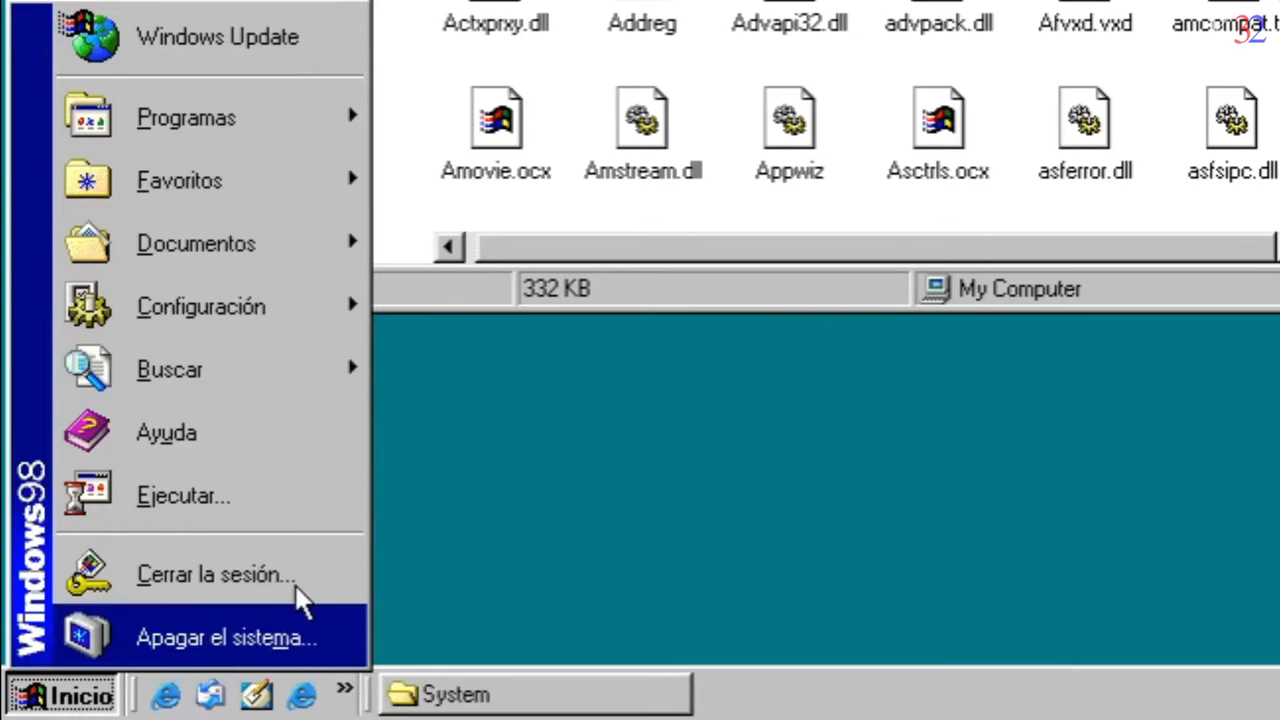 Windows Update
Programas
Favoritos
Documentos
Configuración
Buscar
Ayuda
Ejecutar...
Cerrar la sesión...
Apagar el sistema...
Windows98
Actxprxy.dll Addreg Advapi32.dll advpack.dll Afvxd.vxd amcompat.t
32
Amovie.ocx Amstream.dll Appwiz Asctrls.ocx asferror.dll asfsipc.dll
332 KB My Computer
Inicio » System